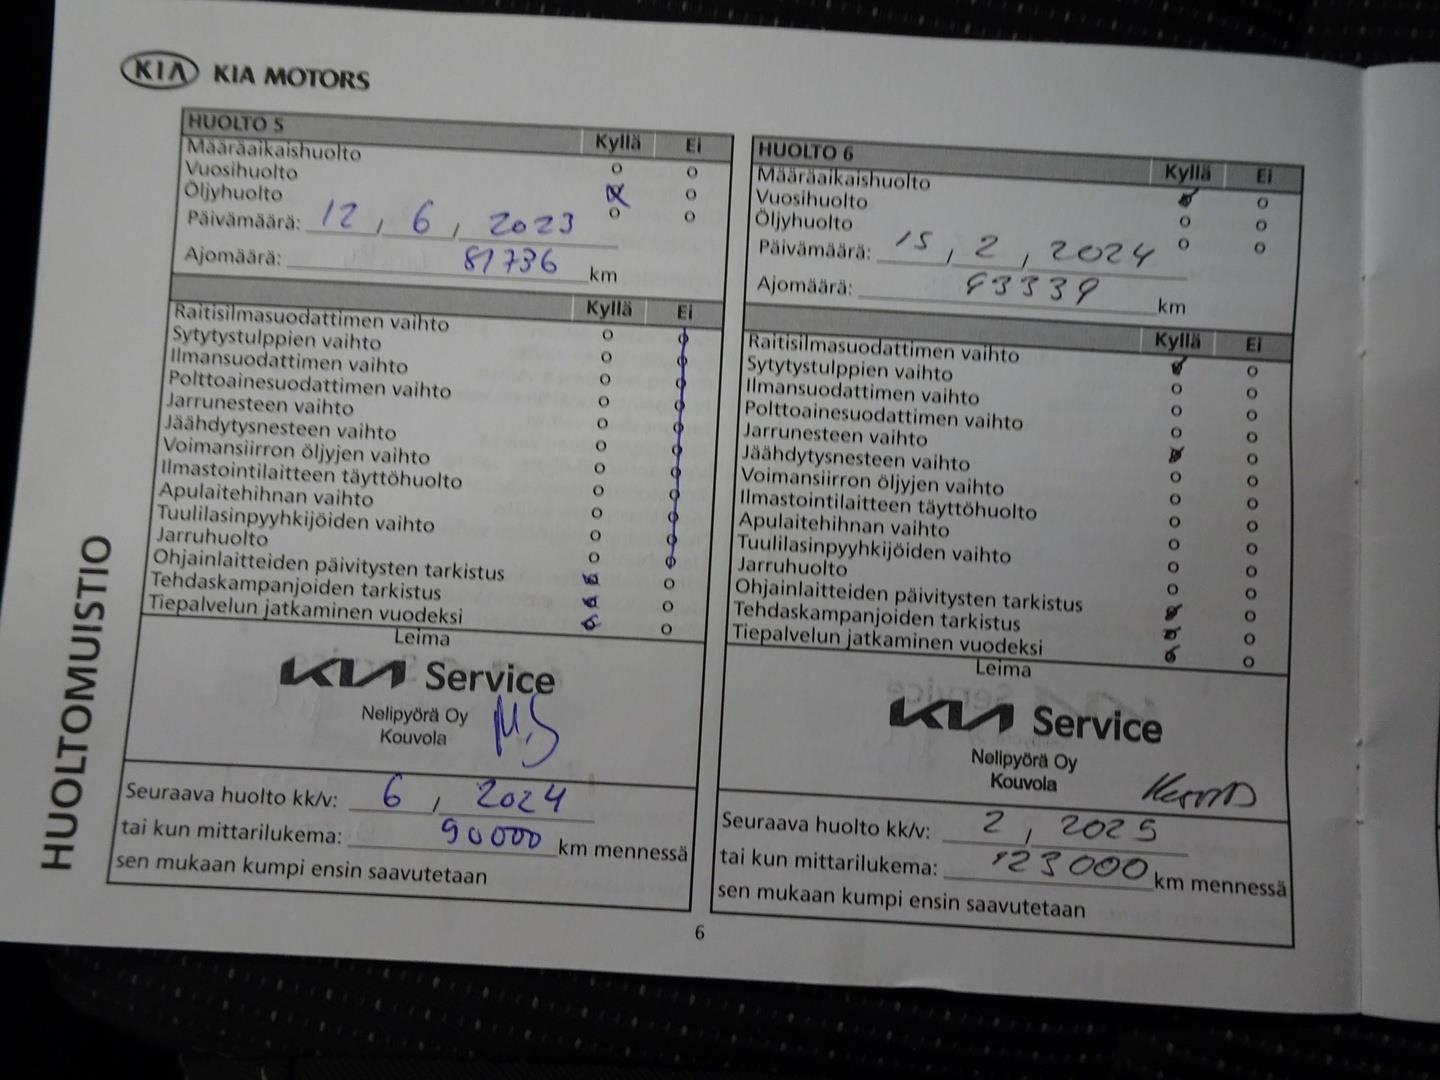 KIA KIA MOTORS
HUOLTOMUISTIO
HUOLTO 5
Kyllä Ei
Määräaikaishuolto
Vuosihuolto
Öljyhuolto
Päivämäärä: 12, 6, 2023
Ajomäärä: 81736 km
Kyllä Ei
Raitisilmasuodattimen vaihto
Sytytystulppien vaihto
Ilmansuodattimen vaihto
Polttoainesuodattimen vaihto
Jarrunesteen vaihto
Jäähdytysnesteen vaihto
Voimansiirron öljyjen vaihto
Ilmastointilaitteen täyttöhuolto
Apulaitehihnan vaihto
Tuulilasinpyyhkijöiden vaihto
Jarruhuolto
Ohjainlaitteiden päivitysten tarkistus
Tehdaskampanjoiden tarkistus
Tiepalvelun jatkaminen vuodeksi
Leima
KIA Service
Nelipyörä Oy
Kouvola
M.S
Seuraava huolto kk/v: 6, 2024
tai kun mittarilukema: 90000 km mennessä
sen mukaan kumpi ensin saavutetaan
HUOLTO 6
Kyllä Ei
Määräaikaishuolto
Vuosihuolto
Öljyhuolto
Päivämäärä: 15, 2, 2024
Ajomäärä: 93339 km
Kyllä Ei
Raitisilmasuodattimen vaihto
Sytytystulppien vaihto
Ilmansuodattimen vaihto
Polttoainesuodattimen vaihto
Jarrunesteen vaihto
Jäähdytysnesteen vaihto
Voimansiirron öljyjen vaihto
Ilmastointilaitteen täyttöhuolto
Apulaitehihnan vaihto
Tuulilasinpyyhkijöiden vaihto
Jarruhuolto
Ohjainlaitteiden päivitysten tarkistus
Tehdaskampanjoiden tarkistus
Tiepalvelun jatkaminen vuodeksi
Leima
KIA Service
Nelipyörä Oy
Kouvola
Seuraava huolto kk/v: 2, 2025
tai kun mittarilukema: 123000 km mennessä
sen mukaan kumpi ensin saavutetaan
6